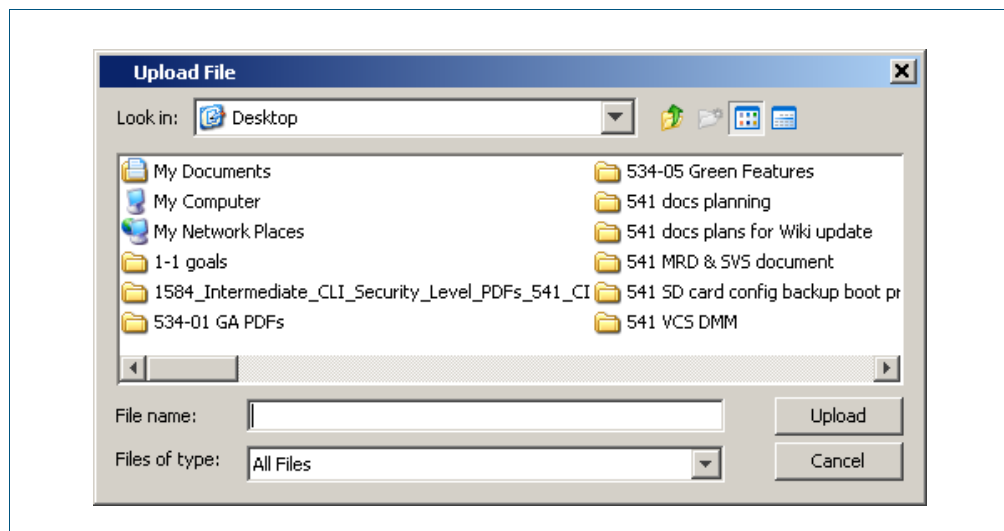 Upload File
Look in: Desktop
My Documents
My Computer
My Network Places
1-1 goals
1584_Intermediate_CLI_Security_Level_PDFs_541_CI
534-01 GA PDFs
534-05 Green Features
541 docs planning
541 docs plans for Wiki update
541 MRD & SVS document
541 SD card config backup boot pr
541 VCS DMM
File name:
Upload
Files of type: All Files
Cancel